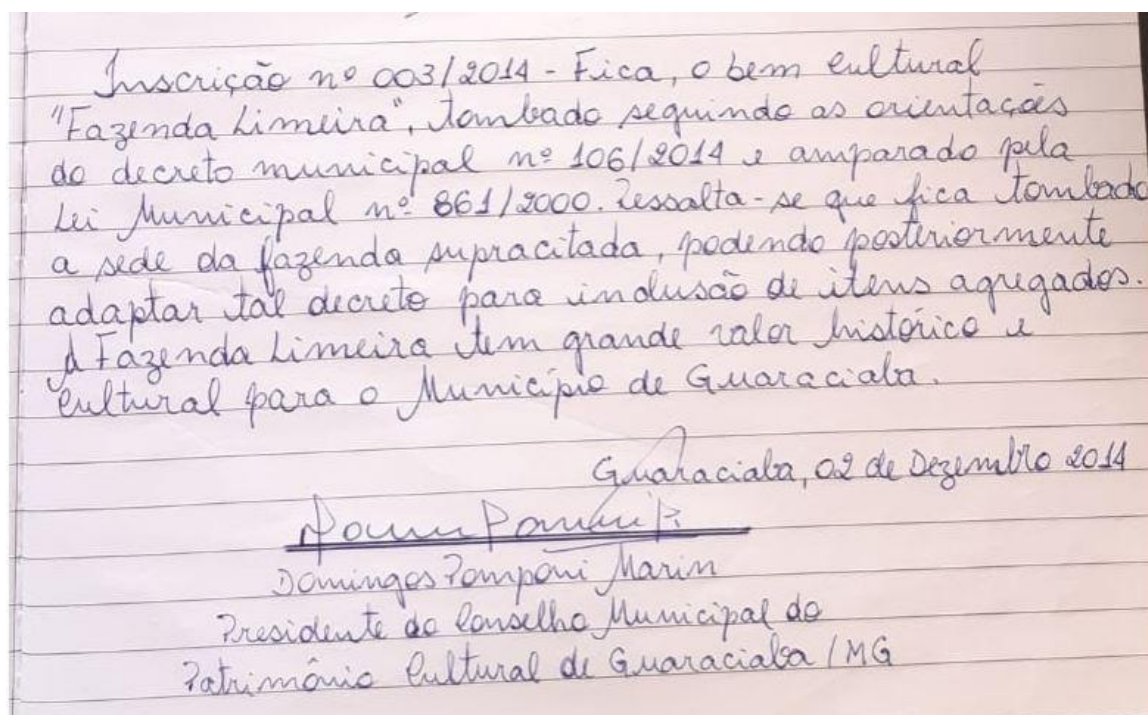 Inscrição nº 003/2014 - Fica, o bem cultural
"Fazenda Limeira", tombado seguindo as orientações
do decreto municipal nº 106/2014 e amparado pela
Lei Municipal nº 861/2000. Ressalta-se que fica tombado
a sede da fazenda supracitada, podendo posteriormente
adaptar tal decreto para inclusão de itens agregados.
A Fazenda Limeira tem grande valor histórico e
Cultural para o Município de Guaraciaba.
Guaraciaba, 02 de Dezembro 2014
Domingos Pomponi Marin
Presidente do Conselho Municipal do
Patrimônio Cultural de Guaraciaba / MG